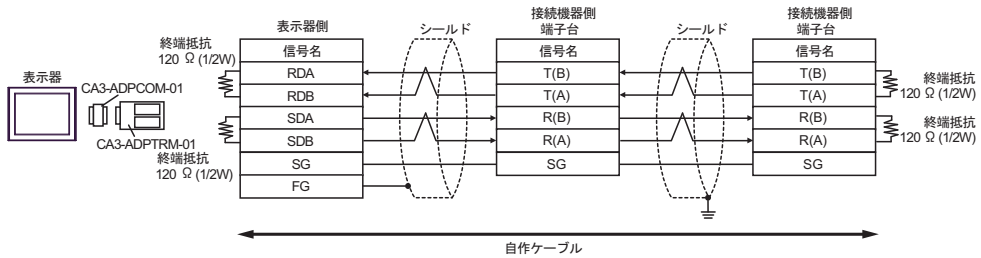 表示器
CA3-ADPCOM-01
CA3-ADPTRM-01
終端抵抗
120 Ω (1/2W)
終端抵抗
120 Ω (1/2W)
表示器側
信号名
RDA
RDB
SDA
SDB
SG
FG
シールド
接続機器側
端子台
信号名
T(B)
T(A)
R(B)
R(A)
SG
シールド
接続機器側
端子台
信号名
T(B)
T(A)
R(B)
R(A)
SG
終端抵抗
120 Ω (1/2W)
終端抵抗
120 Ω (1/2W)
自作ケーブル